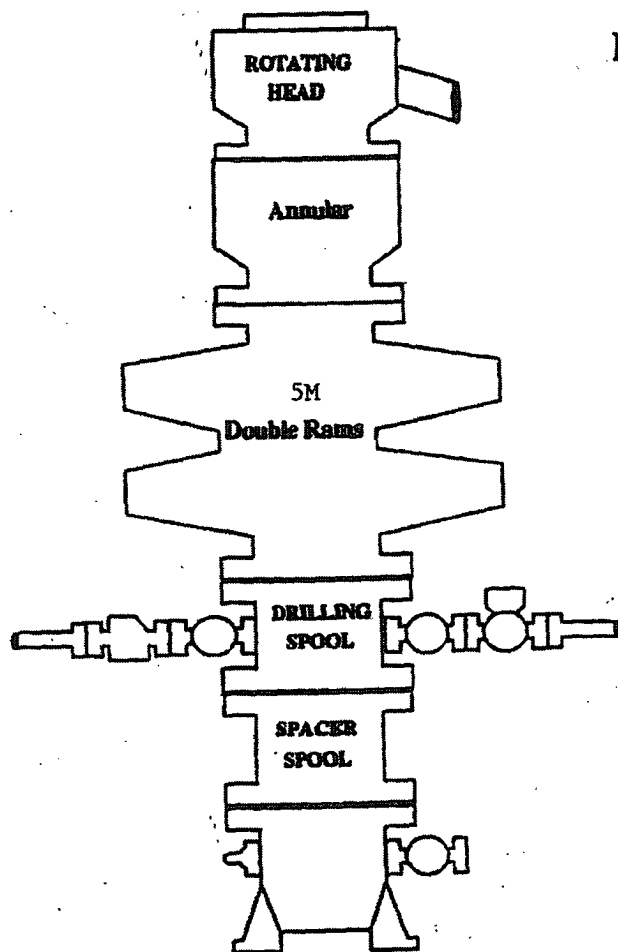 ROTATING
HEAD
Annular
5M
Double Rams
DRILLING
SPOOL
SPACER
SPOOL